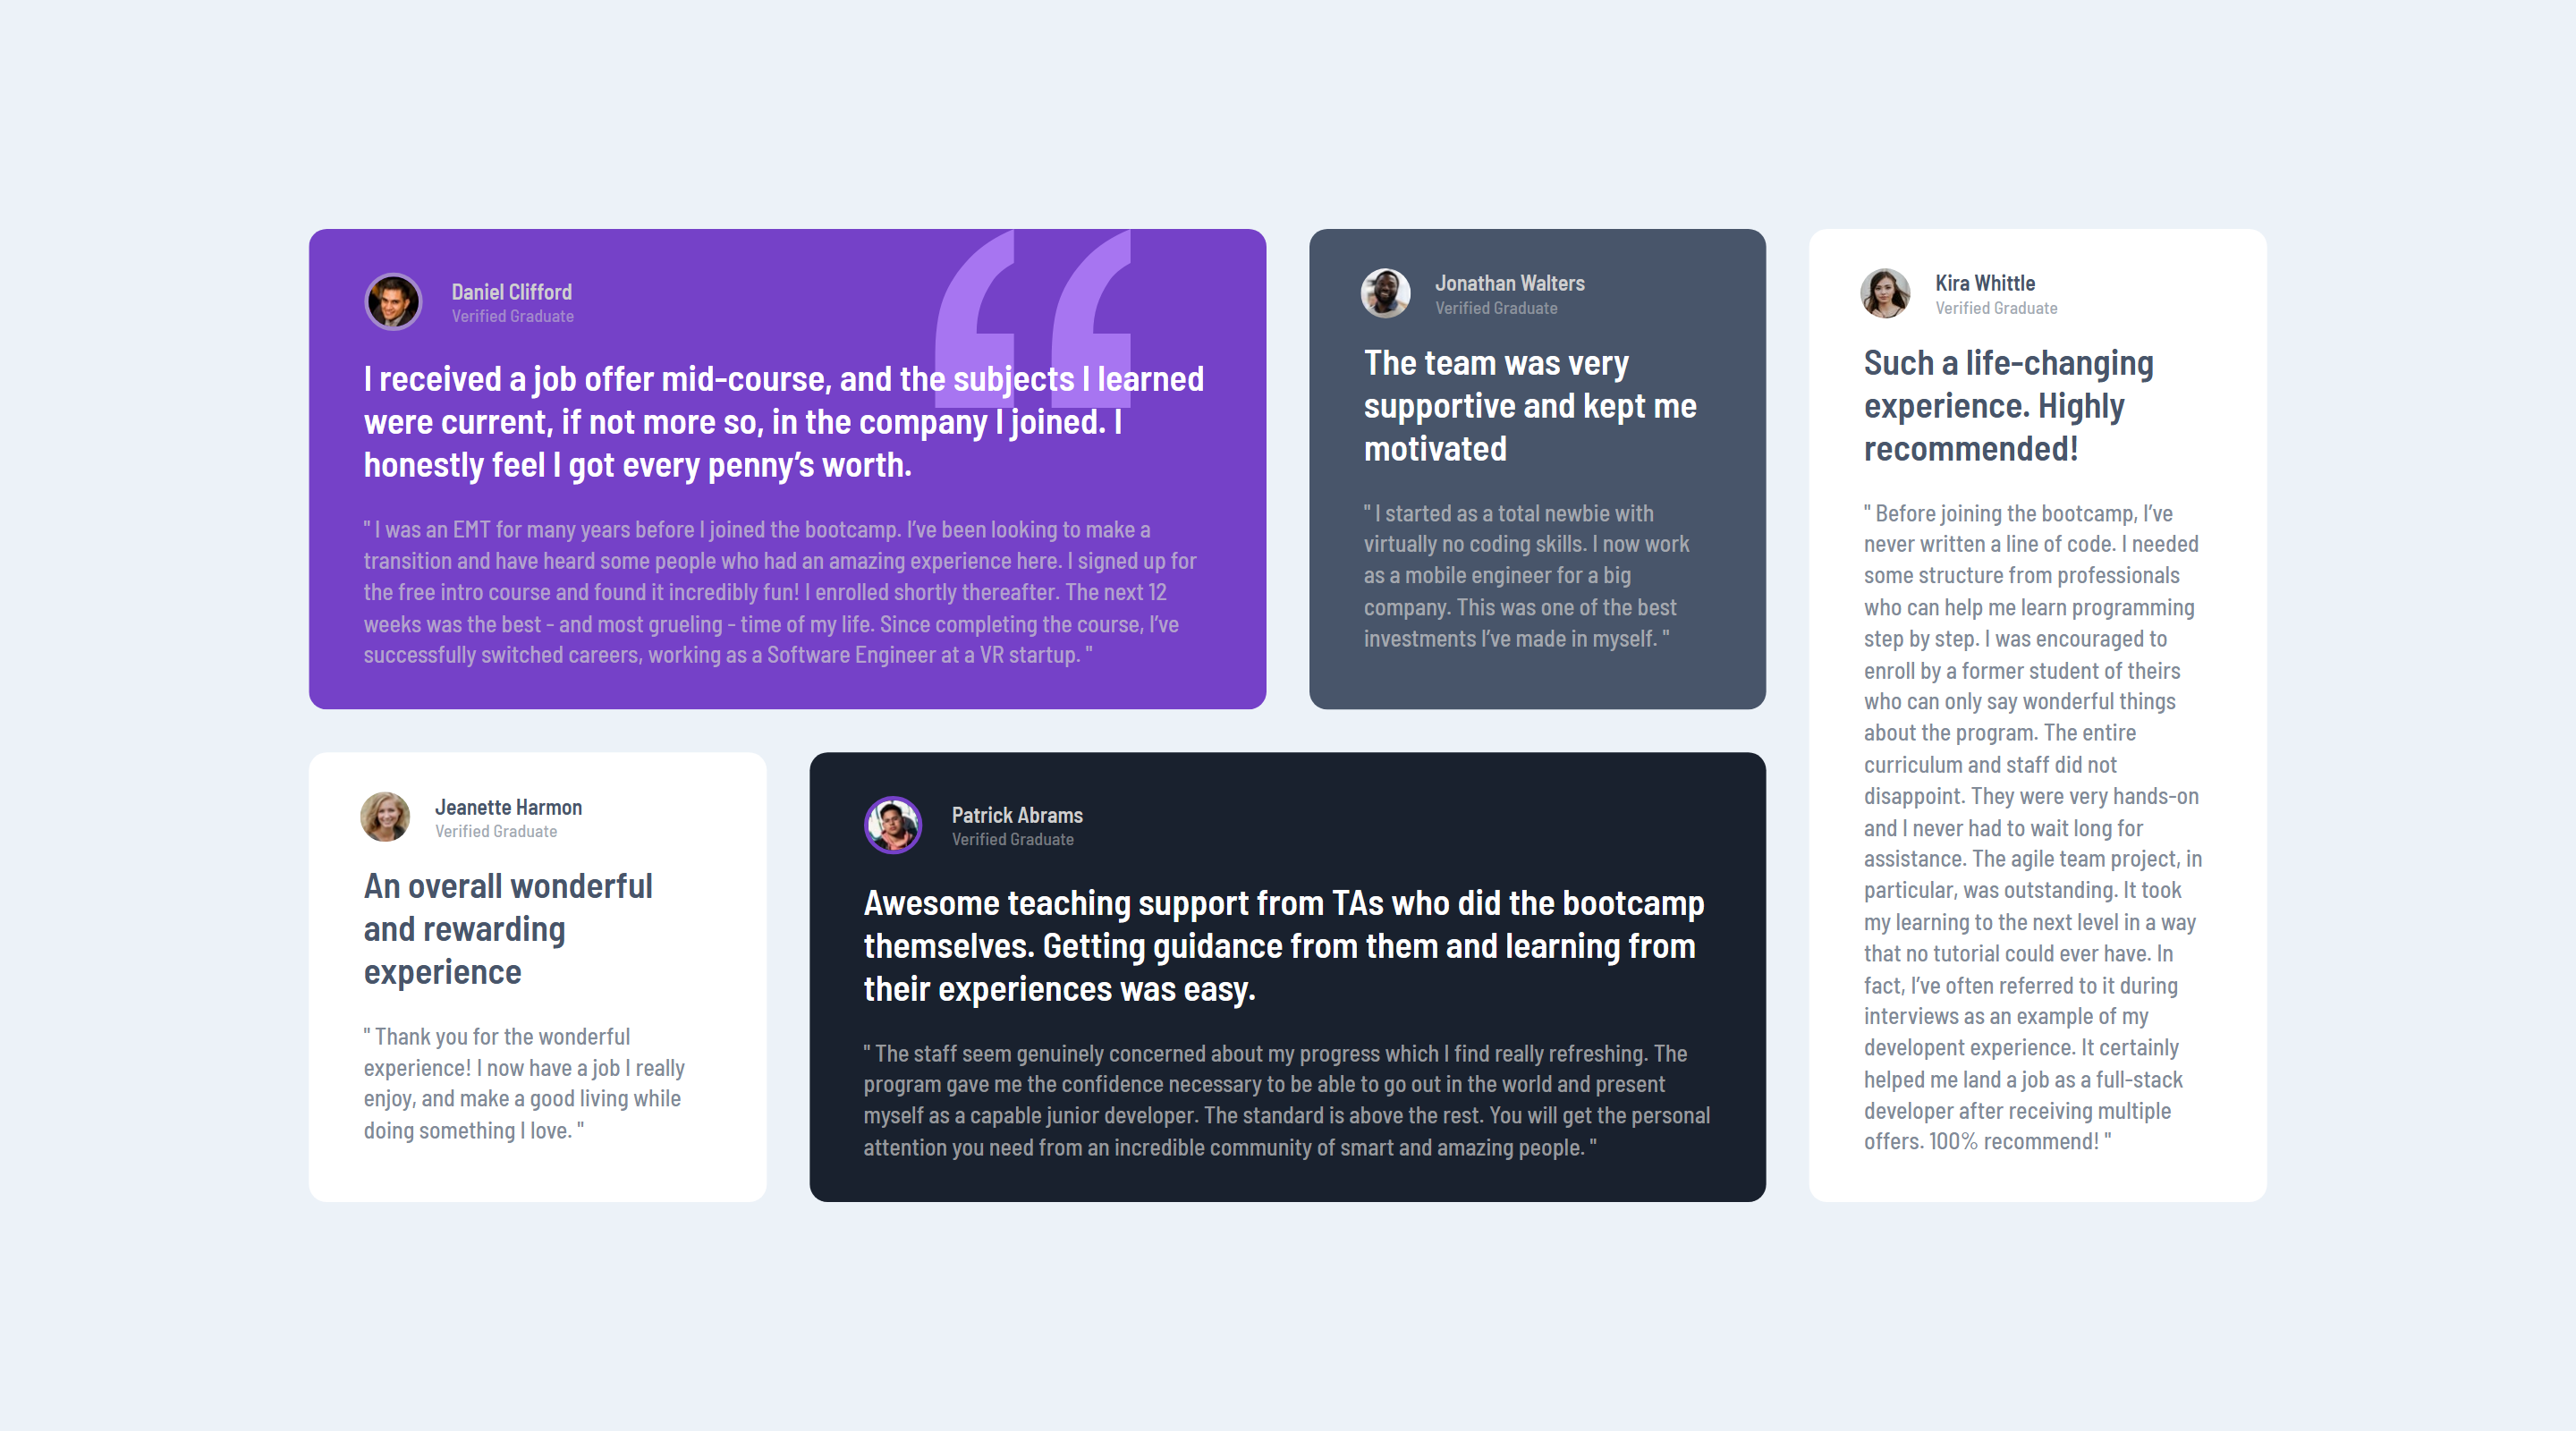 Daniel Clifford
Verified Graduate
I received a job offer mid-course, and the subjects I learned
were current, if not more so, in the company I joined. I
honestly feel I got every penny’s worth.
" I was an EMT for many years before I joined the bootcamp. I’ve been looking to make a
transition and have heard some people who had an amazing experience here. I signed up for
the free intro course and found it incredibly fun! I enrolled shortly thereafter. The next 12
weeks was the best - and most grueling - time of my life. Since completing the course, I’ve
successfully switched careers, working as a Software Engineer at a VR startup. "
Jonathan Walters
Verified Graduate
The team was very
supportive and kept me
motivated
" I started as a total newbie with
virtually no coding skills. I now work
as a mobile engineer for a big
company. This was one of the best
investments I’ve made in myself. "
Kira Whittle
Verified Graduate
Such a life-changing
experience. Highly
recommended!
" Before joining the bootcamp, I’ve
never written a line of code. I needed
some structure from professionals
who can help me learn programming
step by step. I was encouraged to
enroll by a former student of theirs
who can only say wonderful things
about the program. The entire
curriculum and staff did not
disappoint. They were very hands-on
and I never had to wait long for
assistance. The agile team project, in
particular, was outstanding. It took
my learning to the next level in a way
that no tutorial could ever have. In
fact, I’ve often referred to it during
interviews as an example of my
developent experience. It certainly
helped me land a job as a full-stack
developer after receiving multiple
offers. 100% recommend! "
Jeanette Harmon
Verified Graduate
An overall wonderful
and rewarding
experience
" Thank you for the wonderful
experience! I now have a job I really
enjoy, and make a good living while
doing something I love. "
Patrick Abrams
Verified Graduate
Awesome teaching support from TAs who did the bootcamp
themselves. Getting guidance from them and learning from
their experiences was easy.
" The staff seem genuinely concerned about my progress which I find really refreshing. The
program gave me the confidence necessary to be able to go out in the world and present
myself as a capable junior developer. The standard is above the rest. You will get the personal
attention you need from an incredible community of smart and amazing people. "